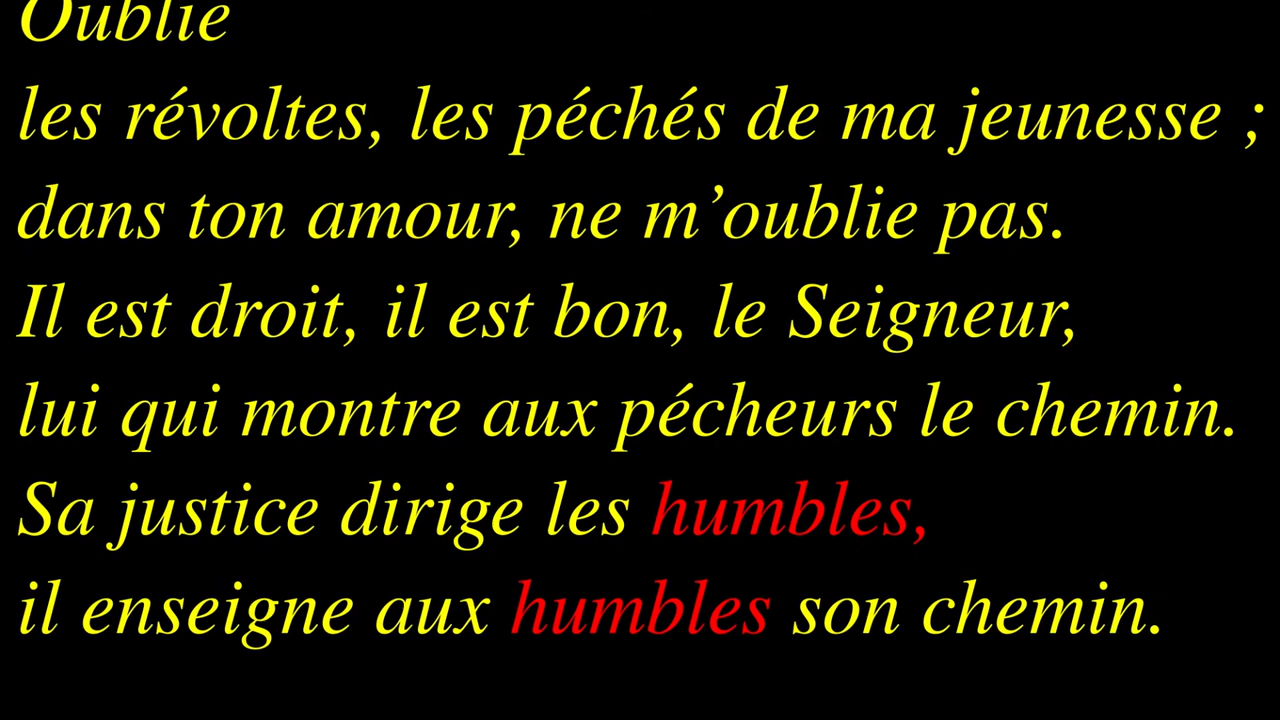 Oublie
les révoltes, les péchés de ma jeunesse ;
dans ton amour, ne m’oublie pas.
Il est droit, il est bon, le Seigneur,
lui qui montre aux pécheurs le chemin.
Sa justice dirige les humbles,
il enseigne aux humbles son chemin.